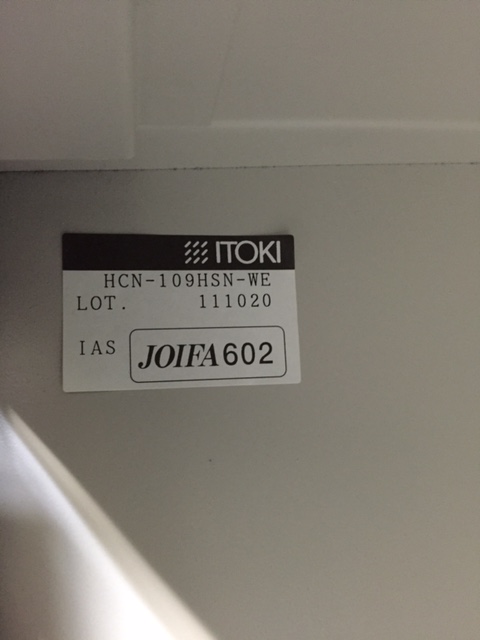 ITOKI
HCN-109HSN-WE
LOT. 111020
IAS JOIFA602